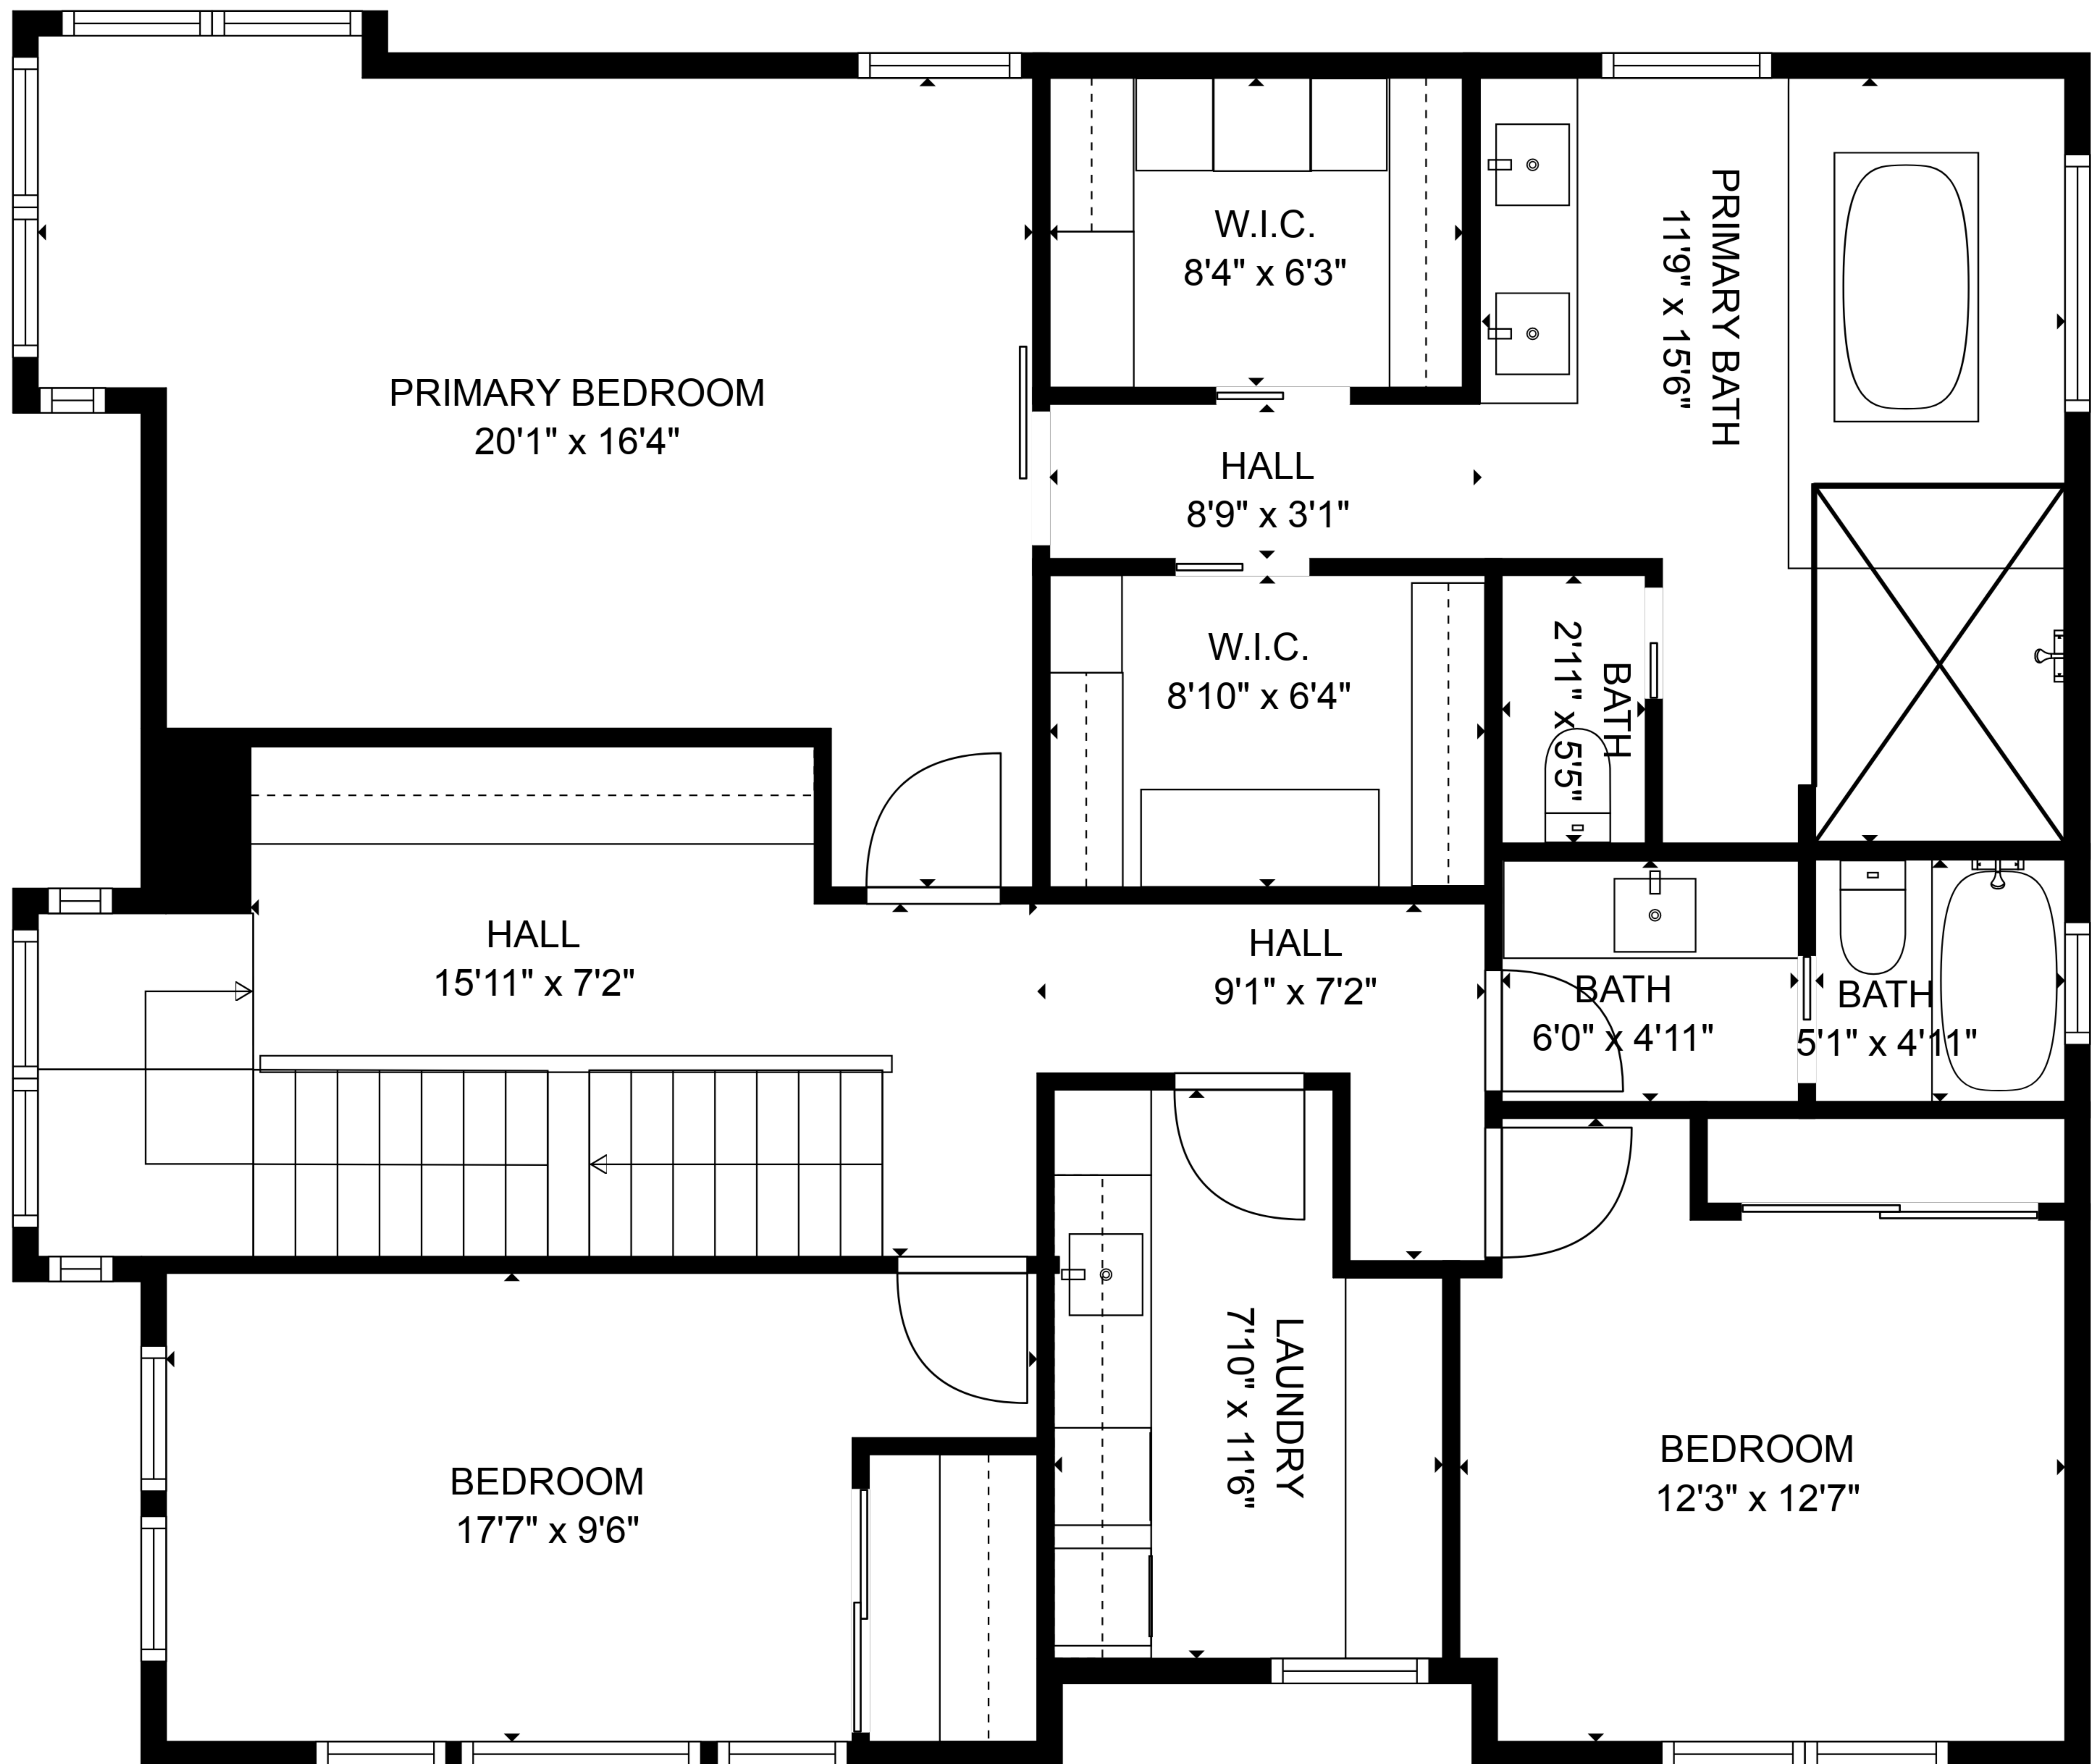 W.I.C.
8'4" x 6'3"
PRIMARY BATH
11'9" x 15'6"
PRIMARY BEDROOM
20'1" x 16'4"
HALL
8'9" x 3'1"
W.I.C.
8'10" x 6'4"
BATH
2'11" x 5'5"
HALL
15'11" x 7'2"
HALL
9'1" x 7'2"
BATH
6'0" x 4'11"
BATH
5'1" x 4'11"
LAUNDRY
7'10" x 11'6"
BEDROOM
17'7" x 9'6"
BEDROOM
12'3" x 12'7"